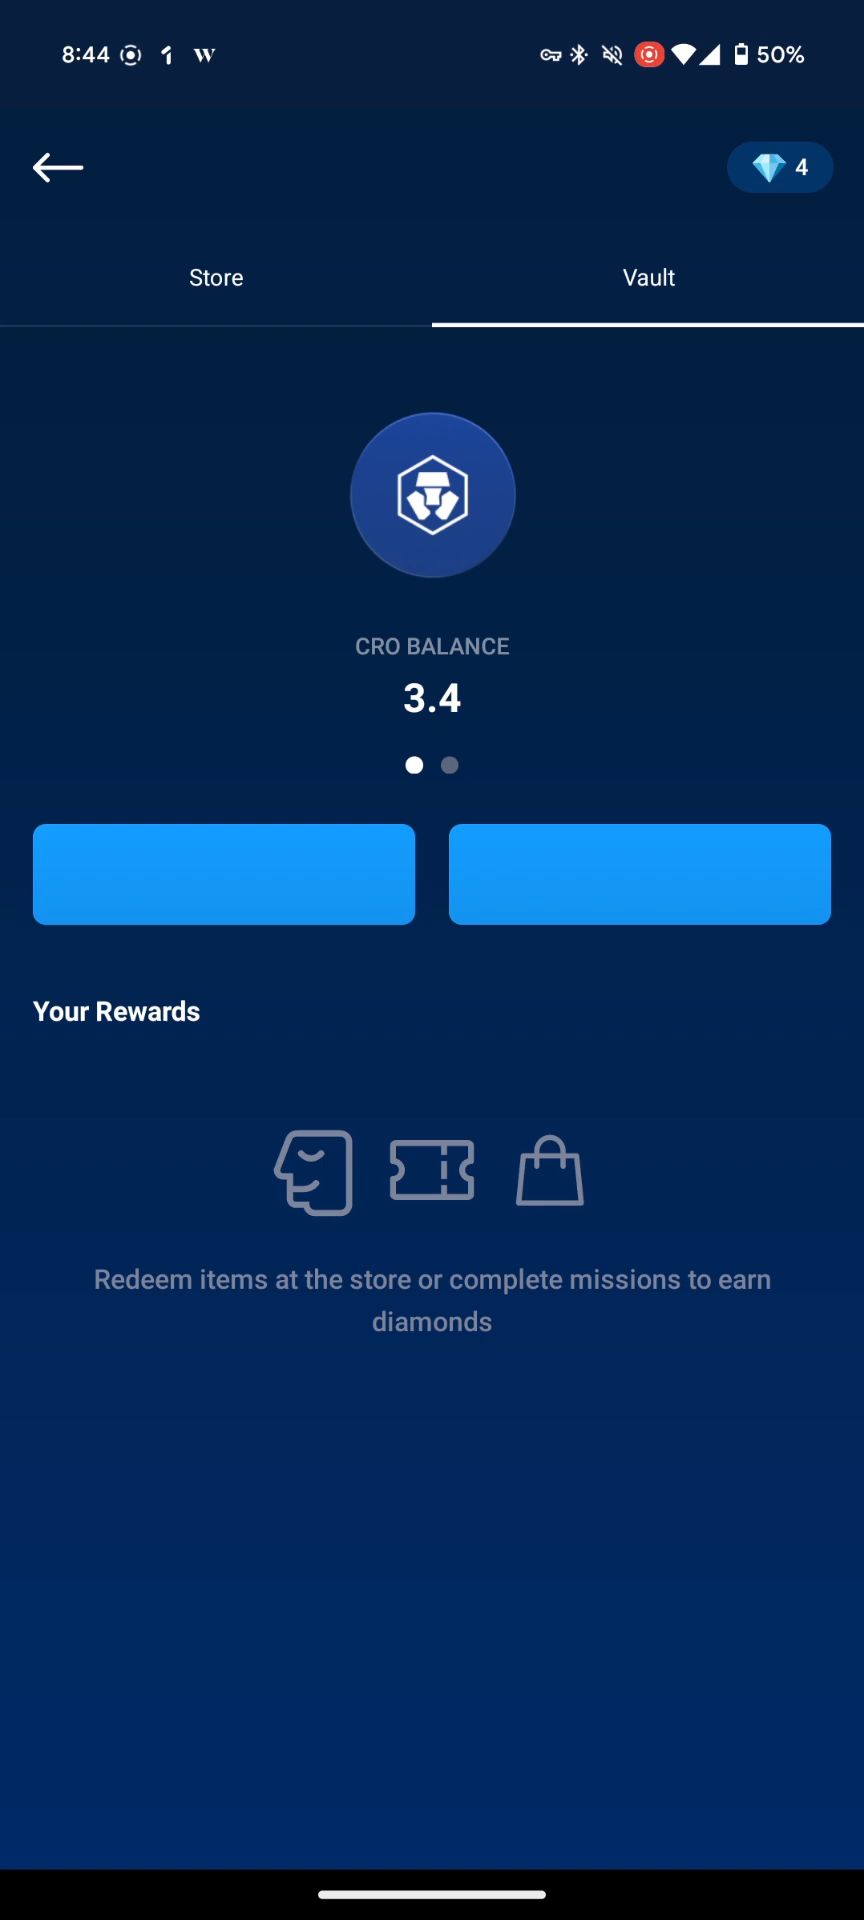 8:44 W 50%
4
Store Vault
CRO BALANCE
3.4
Your Rewards
Redeem items at the store or complete missions to earn
diamonds